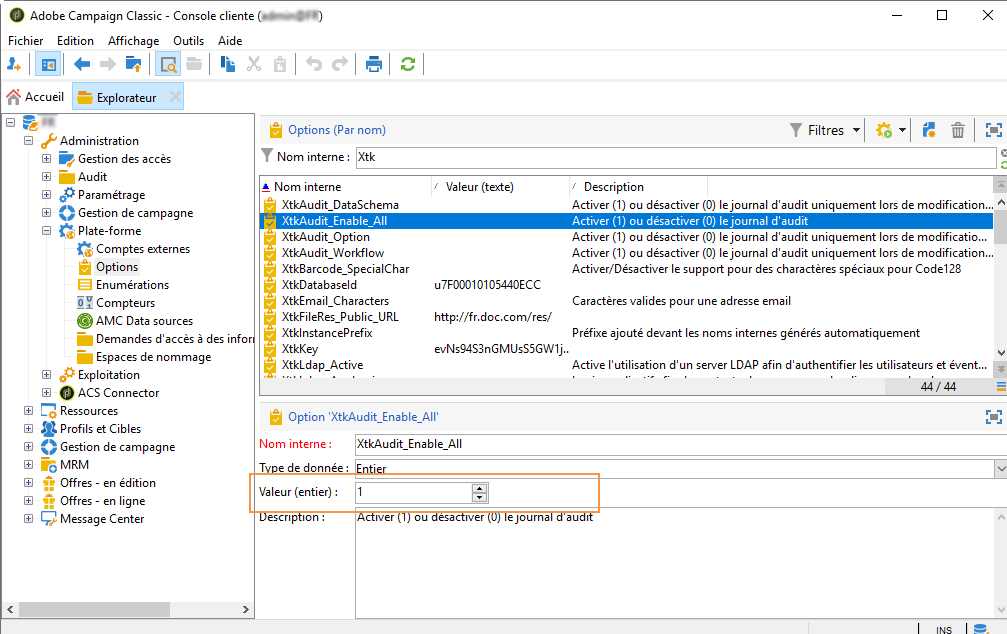 Adobe Campaign Classic - Console cliente (
Fichier Edition Affichage Outils Aide
Accueil Explorateur
Administration
Gestion des accès
Audit
Paramétrage
Gestion de campagne
Plate-forme
Comptes externes
Options
Enumérations
Compteurs
AMC Data sources
Demandes d'accès à des infor
Espaces de nommage
Exploitation
ACS Connector
Ressources
Profils et Cibles
Gestion de campagne
MRM
Offres - en édition
Offres - en ligne
Message Center
Options (Par nom) Filtres
Nom interne : Xtk
Nom interne Valeur (texte) Description
XtkAudit_DataSchema Activer (1) ou désactiver (0) le journal d'audit uniquement lors de modification...
XtkAudit_Enable_All Activer (1) ou désactiver (0) le journal d'audit
XtkAudit_Option Activer (1) ou désactiver (0) le journal d'audit uniquement lors de modification...
XtkAudit_Workflow Activer (1) ou désactiver (0) le journal d'audit uniquement lors de modification...
XtkBarcode_SpecialChar Activer/Désactiver le support pour des charactères spéciaux pour Code128
XtkDatabaseId u7F00010105440ECC
XtkEmail_Characters Caractères valides pour une adresse email
XtkFileRes_Public_URL http://fr.doc.com/res/
XtkInstancePrefix Préfixe ajouté devant les noms internes générés automatiquement
XtkKey evNs94S3nGMUsS5GW1j..
XtkLdap_Active Active l'utilisation d'un server LDAP afin d'authentifier les utilisateurs et évent...
44 / 44
Option 'XtkAudit_Enable_All'
Nom interne : XtkAudit_Enable_All
Type de donnée : Entier
Valeur (entier) : 1
Description : Activer (1) ou désactiver (0) le journal d'audit
INS